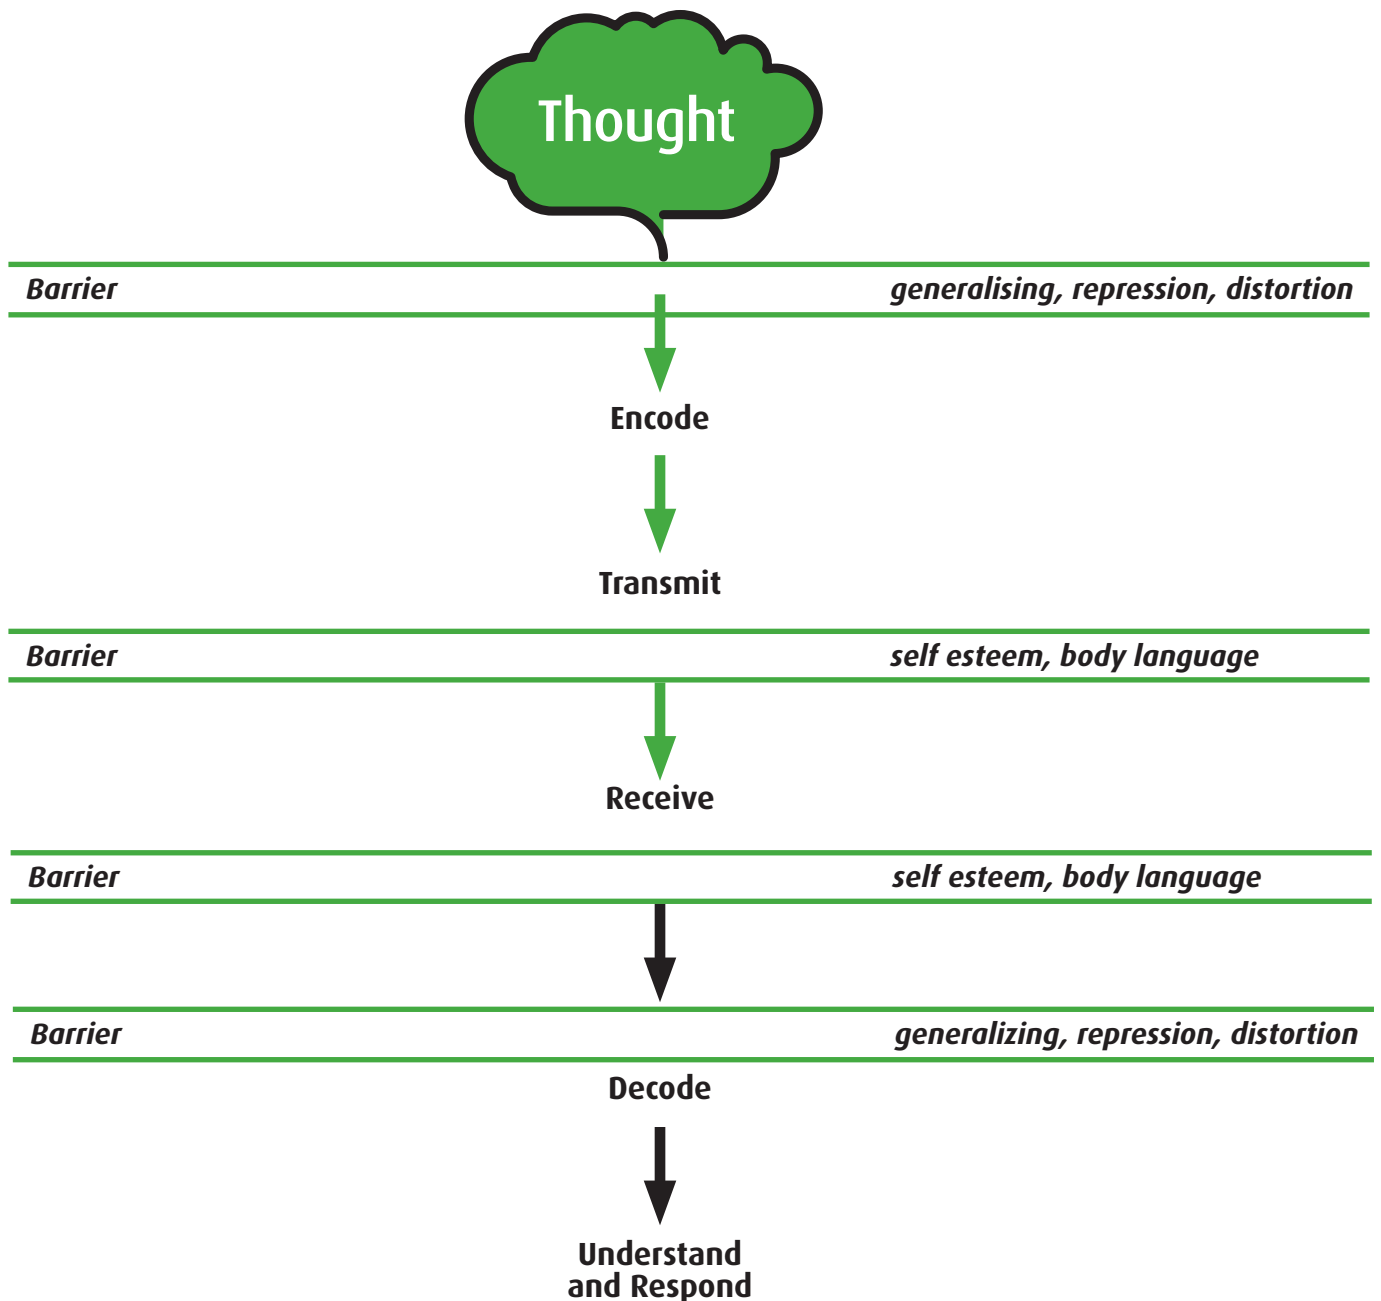 Thought
Barrier generalising, repression, distortion
Encode
Transmit
Barrier self esteem, body language
Receive
Barrier self esteem, body language
Barrier generalizing, repression, distortion
Decode
Understand
and Respond